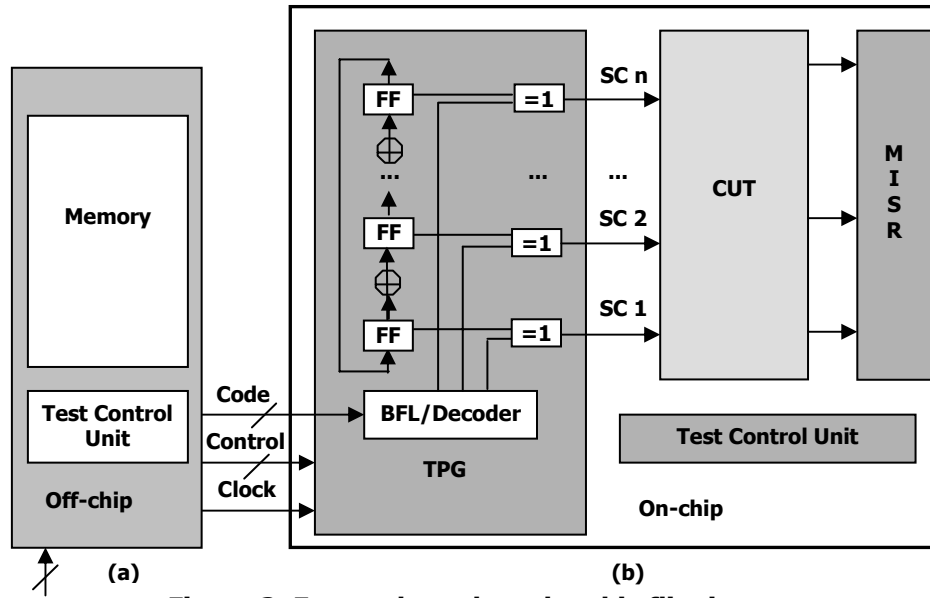 Memory
Test Control
Unit
Off-chip
(a)
Code
Control
Clock
FF
=1
...
...
FF
=1
FF
=1
BFL/Decoder
TPG
SC n
...
SC 2
SC 1
CUT
M
I
S
R
Test Control Unit
On-chip
(b)